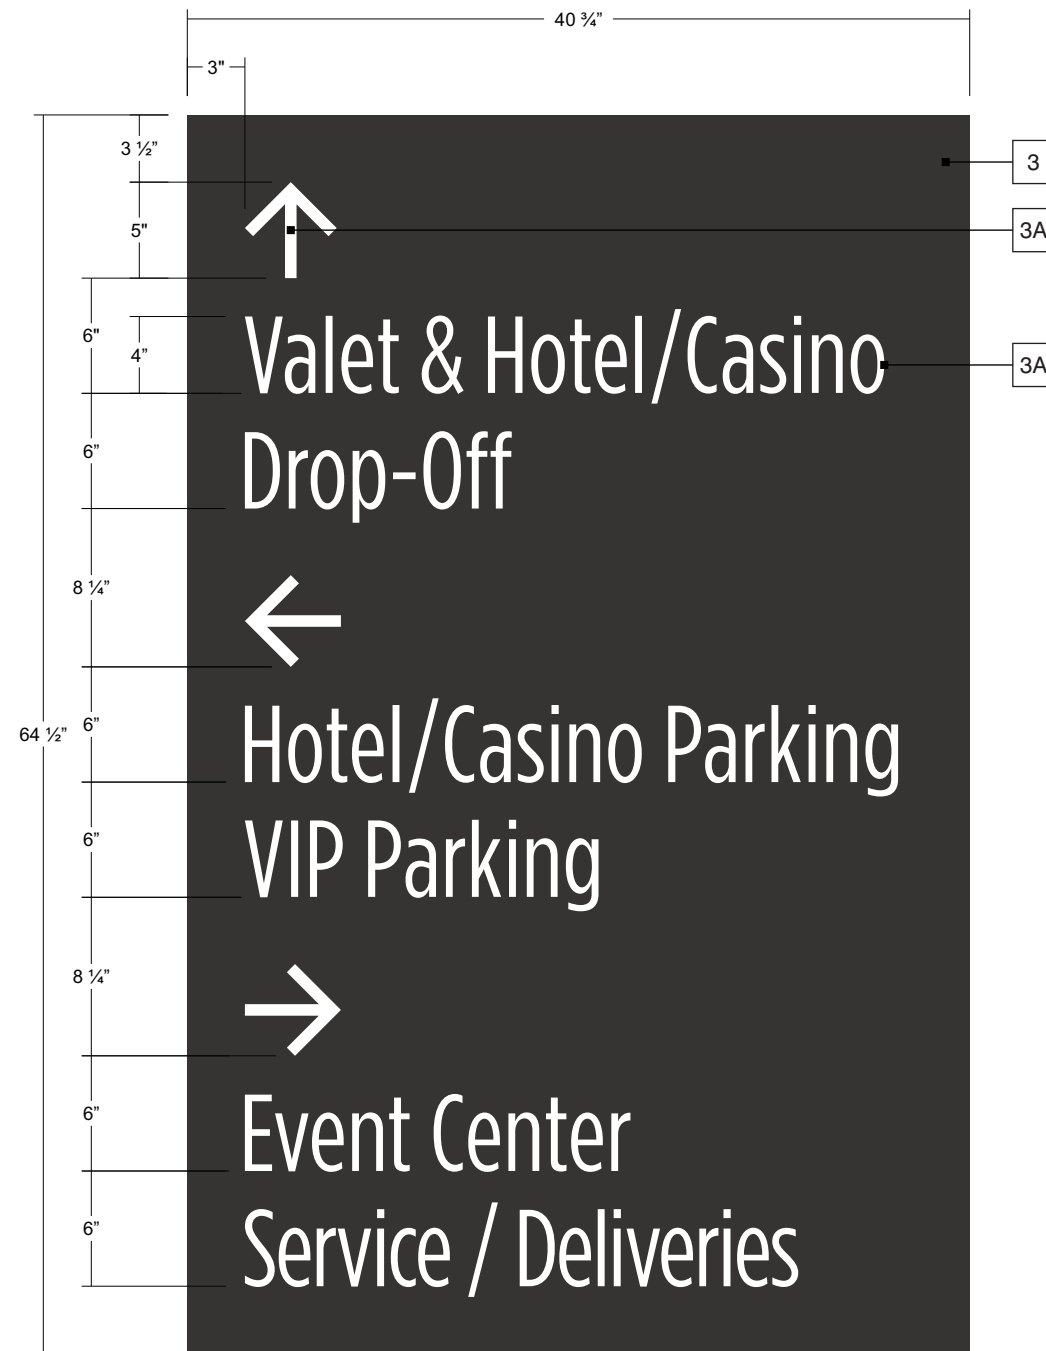 40 ¾”
3"
3 ½”
3
5"
3A
6"
4”
Valet & Hotel/Casino
3A
6”
Drop-Off
8 ¼”
64 ½”
6”
Hotel/Casino Parking
6”
VIP Parking
8 ¼”
6”
Event Center
6”
Service / Deliveries